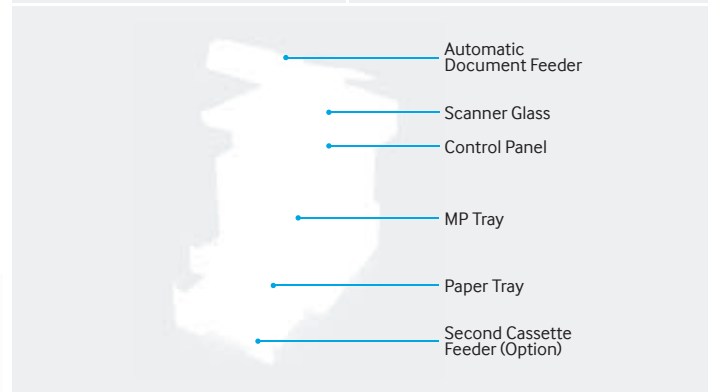 Automatic
Document Feeder
Scanner Glass
Control Panel
MP Tray
Paper Tray
Second Cassette
Feeder (Option)